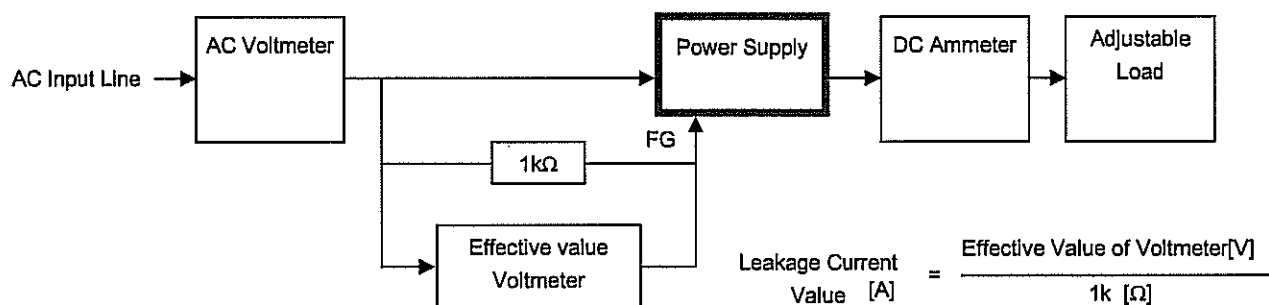 AC Input Line
AC Voltmeter
Power Supply
DC Ammeter
Adjustable
Load
FG
1kΩ
Effective value
Voltmeter
Leakage Current
Value [A]
=
Effective Value of Voltmeter[V]
1k [Ω]